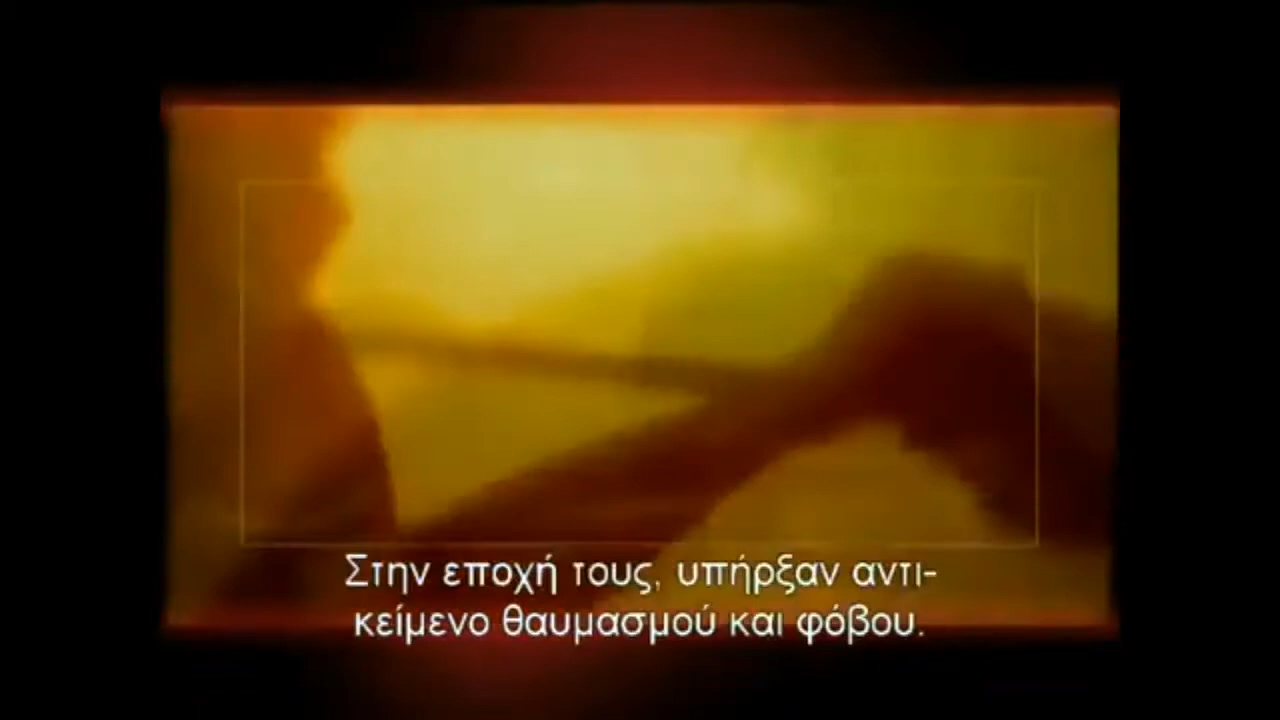 Στην εποχή τους, υπήρξαν αντι-
κείμενο θαυμασμού και φόβου.